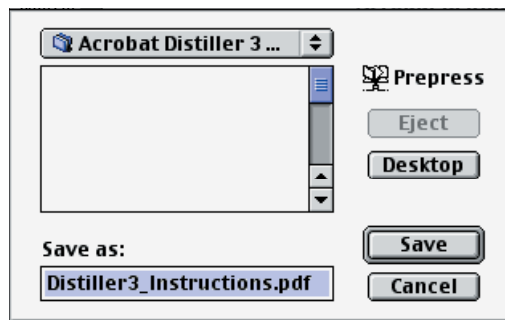 Acrobat Distiller 3 ...
Prepress
Eject
Desktop
Save as:
Save
Distiller3_Instructions.pdf
Cancel